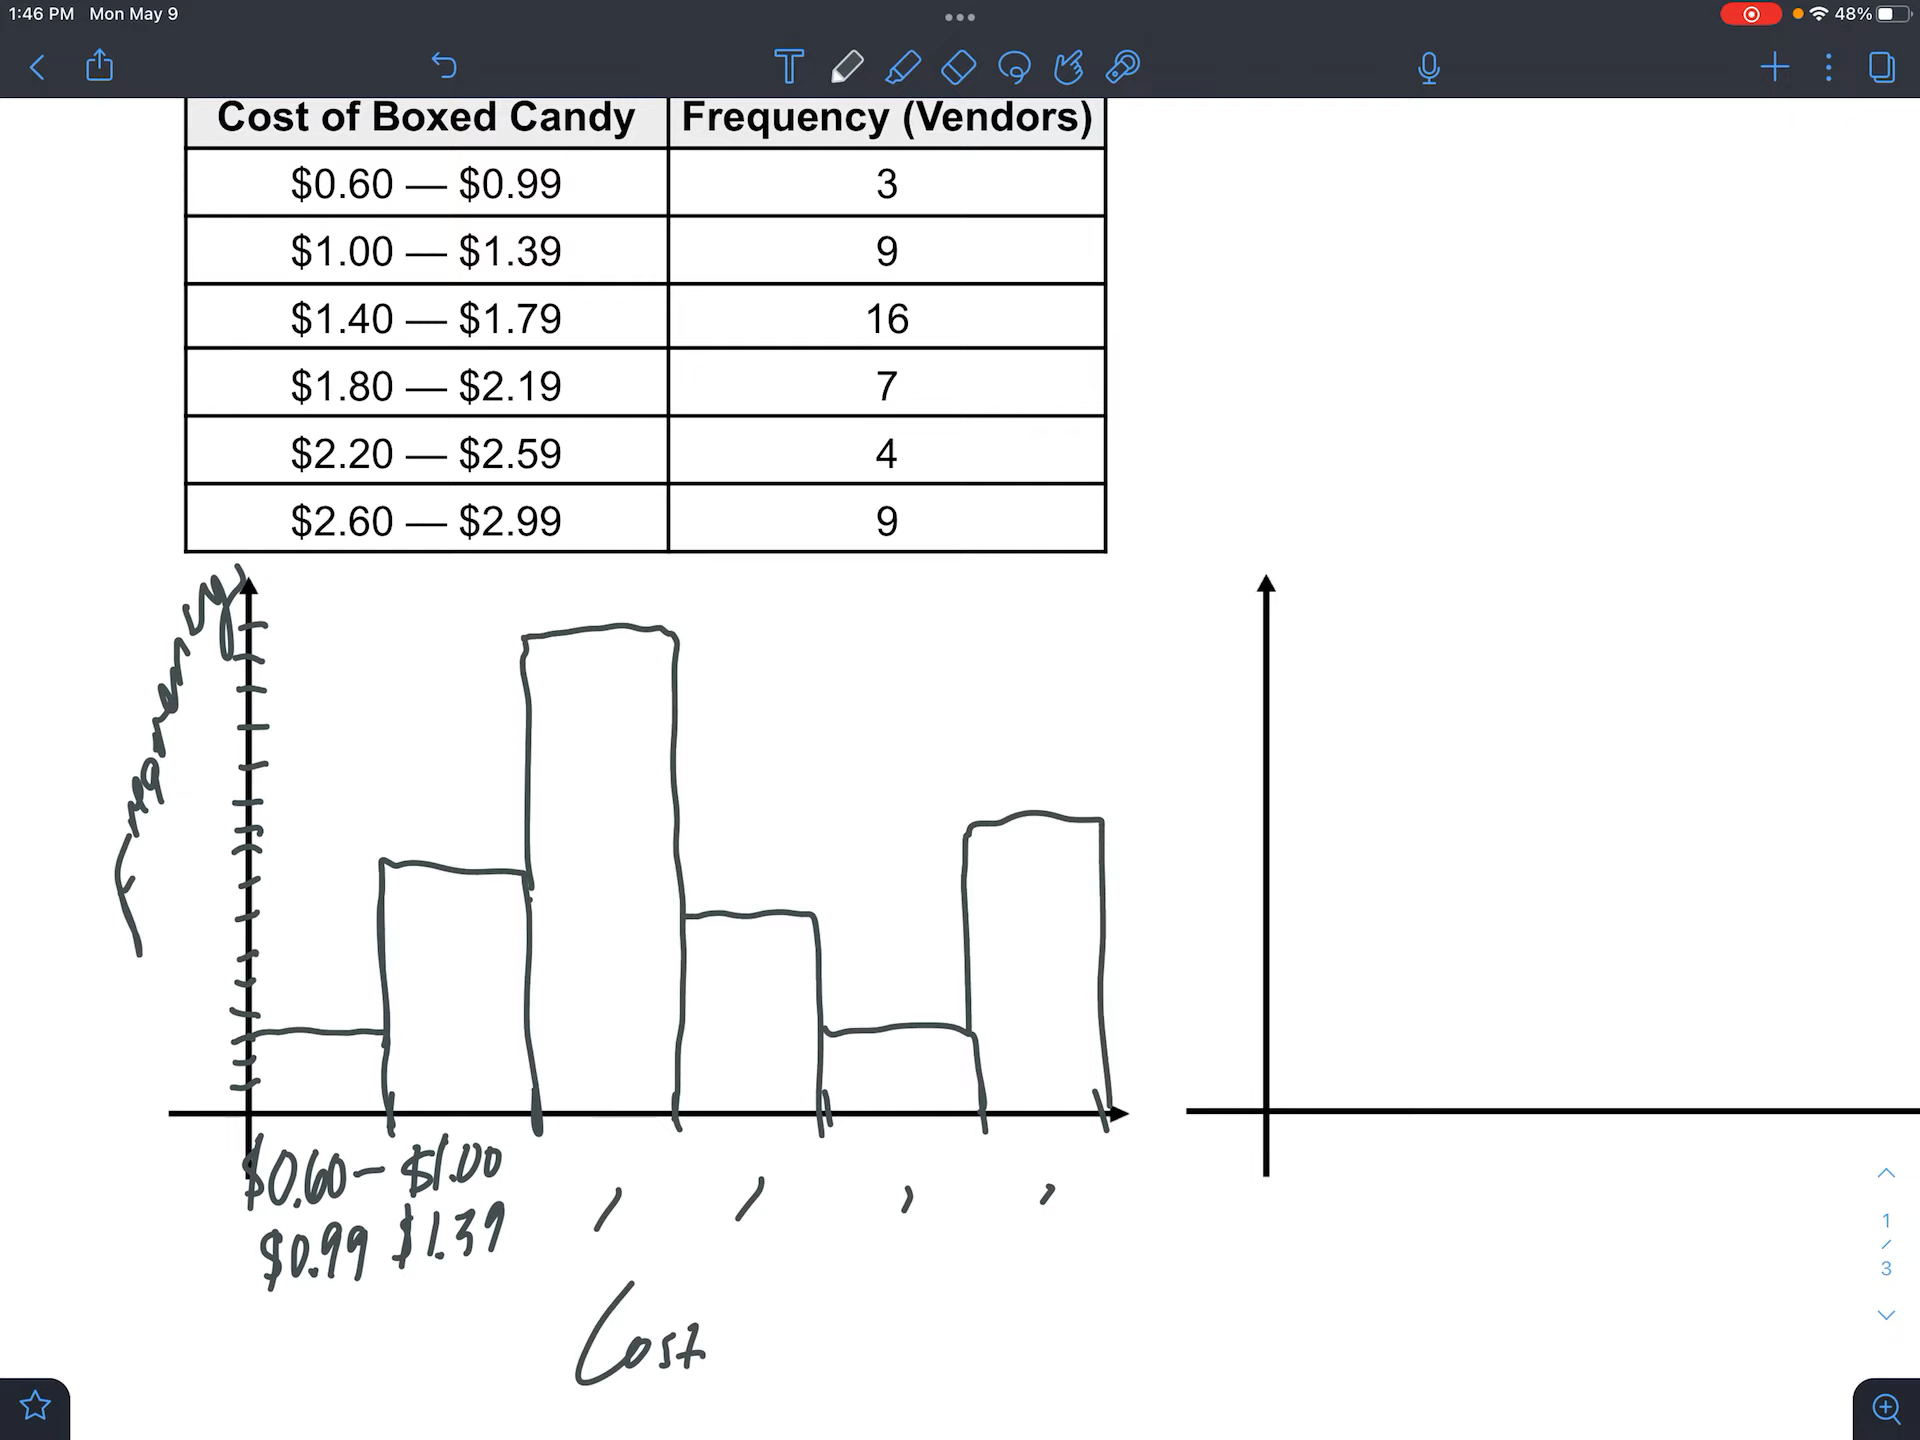 1:46 PM Mon May 9
48%
Cost of Boxed Candy Frequency (Vendors)
$0.60 — $0.99 3
$1.00 — $1.39 9
$1.40 — $1.79 16
$1.80 — $2.19 7
$2.20 — $2.59 4
$2.60 — $2.99 9
Frequency
$0.60 – $1.00
$0.99 $1.39
Cost
1
/
3